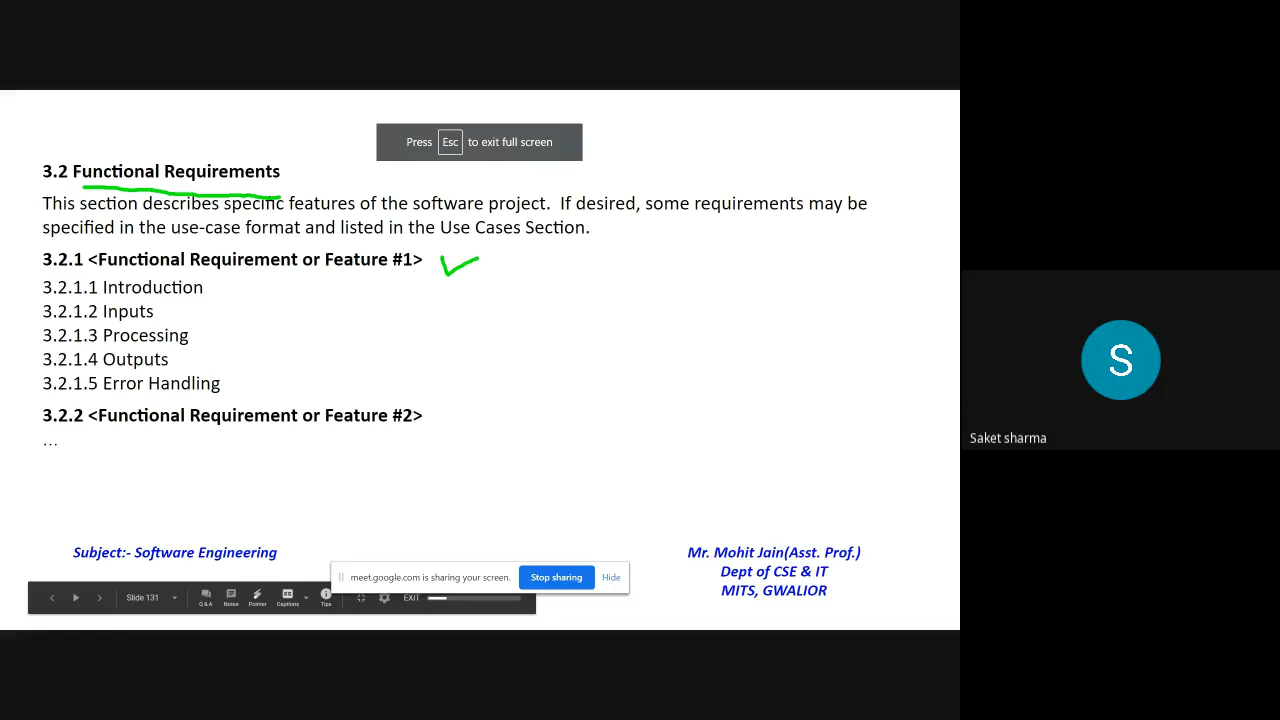 Press Esc to exit full screen
3.2 Functional Requirements
This section describes specific features of the software project. If desired, some requirements may be
specified in the use-case format and listed in the Use Cases Section.
3.2.1 <Functional Requirement or Feature #1>
3.2.1.1 Introduction
3.2.1.2 Inputs
3.2.1.3 Processing
3.2.1.4 Outputs
3.2.1.5 Error Handling
3.2.2 <Functional Requirement or Feature #2>
…
S
Saket sharma
Subject:- Software Engineering
Mr. Mohit Jain(Asst. Prof.)
Dept of CSE & IT
MITS, GWALIOR
meet.google.com is sharing your screen.
Stop sharing
Hide
Slide 131
Q & A
Notes
Pointer
Captions
Tips
EXIT